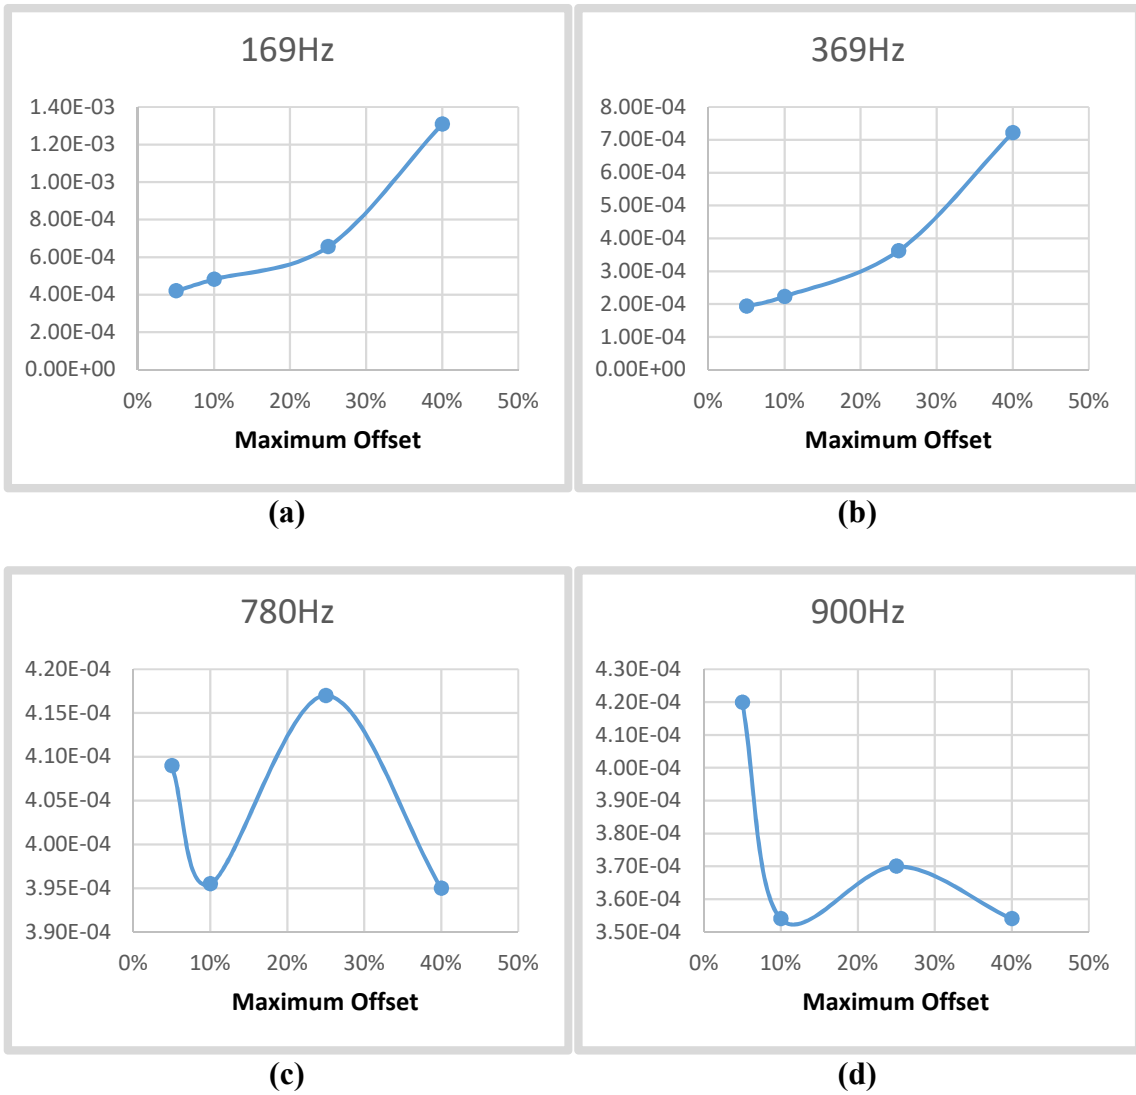 169Hz
1.40E-03
1.20E-03
1.00E-03
8.00E-04
6.00E-04
4.00E-04
2.00E-04
0.00E+00
0% 10% 20% 30% 40% 50%
Maximum Offset
(a)
369Hz
8.00E-04
7.00E-04
6.00E-04
5.00E-04
4.00E-04
3.00E-04
2.00E-04
1.00E-04
0.00E+00
0% 10% 20% 30% 40% 50%
Maximum Offset
(b)
780Hz
4.20E-04
4.15E-04
4.10E-04
4.05E-04
4.00E-04
3.95E-04
3.90E-04
0% 10% 20% 30% 40% 50%
Maximum Offset
(c)
900Hz
4.30E-04
4.20E-04
4.10E-04
4.00E-04
3.90E-04
3.80E-04
3.70E-04
3.60E-04
3.50E-04
0% 10% 20% 30% 40% 50%
Maximum Offset
(d)